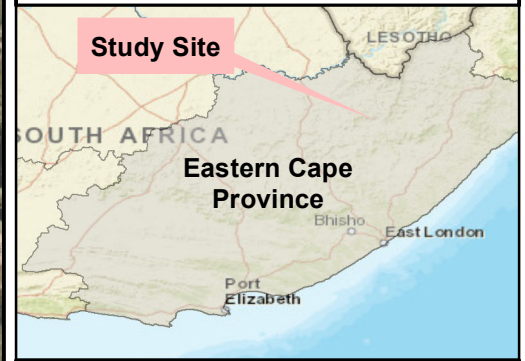 Study Site
LESOTHO
SOUTH AFRICA
Eastern Cape
Province
Bhisho
East London
Port
Elizabeth